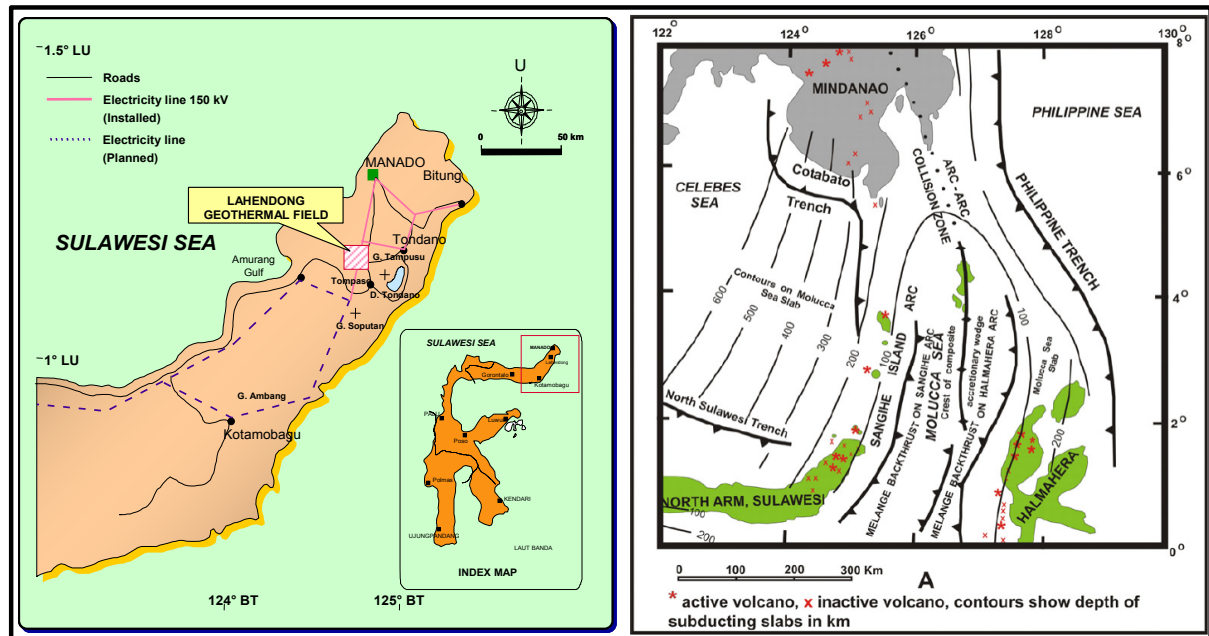 1.5° LU
Roads
Electricity line 150 kV
(Installed)
Electricity line
(Planned)
U
0
50 km
MANADO
Bitung
LAHENDONG
GEOTHERMAL FIELD
SULAWESI SEA
Tondano
G. Tampusu
Amurang
Gulf
Tompaso
D. Tondano
G. Soputan
1° LU
G. Ambang
Kotamobagu
124° BT
125° BT
SULAWESI SEA
MANADO
Lahendong
Gorontalo
Kotamobagu
Luwuk
Poso
Polmas
KENDARI
UJUNGPANDANG
LAUT BANDA
INDEX MAP
122°
124°
126°
128°
130°
8°
6°
4°
2°
0°
MINDANAO
PHILIPPINE SEA
CELEBES
SEA
Cotabato
Trench
ARC-ARC
COLLISION ZONE
PHILIPPINE TRENCH
Contours on Molucca
Sea Slab
600
500
400
300
200
100
SANGIHE ISLAND ARC
MOLUCCA SEA
MELANGE BACKTHRUST ON SANGIHE ARC
Crest of composite
accretionary wedge
MELANGE BACKTHRUST ON HALMAHERA ARC
100
Molucca Sea
Slab
200
North Sulawesi Trench
NORTH ARM, SULAWESI
100
200
HALMAHERA
0
100
200
300 Km
A
* active volcano, x inactive volcano, contours show depth of
subducting slabs in km